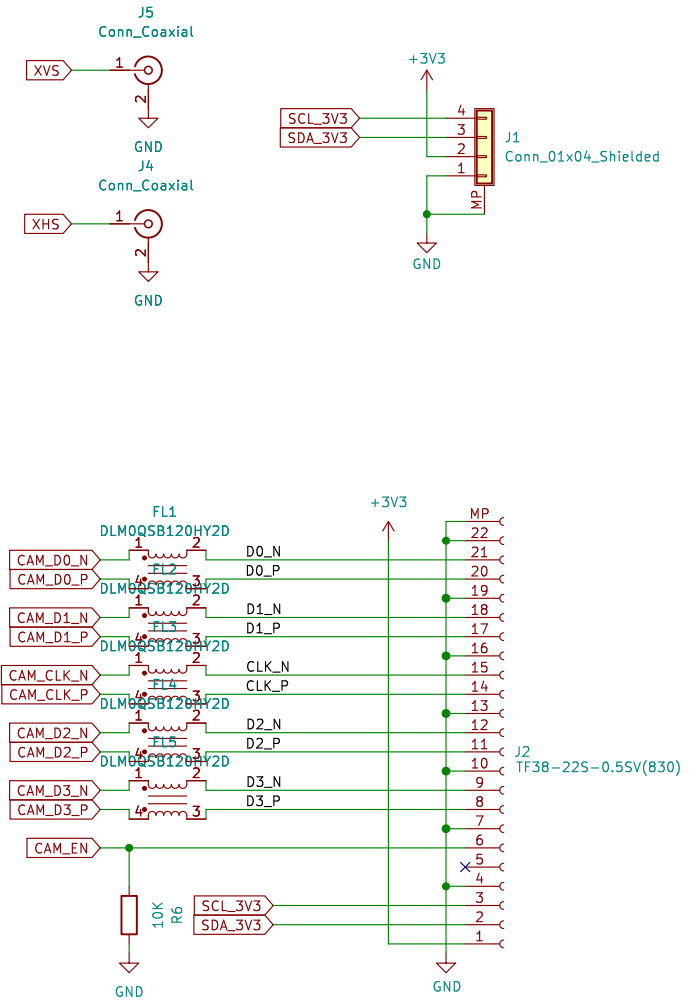 J5
Conn_Coaxial
XVS
1
2
GND
J4
Conn_Coaxial
XHS
1
2
GND
+3V3
SCL_3V3
SDA_3V3
4
3
2
1
MP
J1
Conn_01x04_Shielded
GND
+3V3
FL1
DLM0QSB120HY2D
1 2
CAM_D0_N
D0_N
CAM_D0_P
D0_P
4 3
FL2
DLM0QSB120HY2D
1 2
CAM_D1_N
D1_N
CAM_D1_P
D1_P
4 3
FL3
DLM0QSB120HY2D
1 2
CAM_CLK_N
CLK_N
CAM_CLK_P
CLK_P
4 3
FL4
DLM0QSB120HY2D
1 2
CAM_D2_N
D2_N
CAM_D2_P
D2_P
4 3
FL5
DLM0QSB120HY2D
1 2
CAM_D3_N
D3_N
CAM_D3_P
D3_P
4 3
CAM_EN
10K
R6
GND
SCL_3V3
SDA_3V3
MP
22
21
20
19
18
17
16
15
14
13
12
11
10
9
8
7
6
5
4
3
2
1
J2
TF38-22S-0.5SV(830)
GND